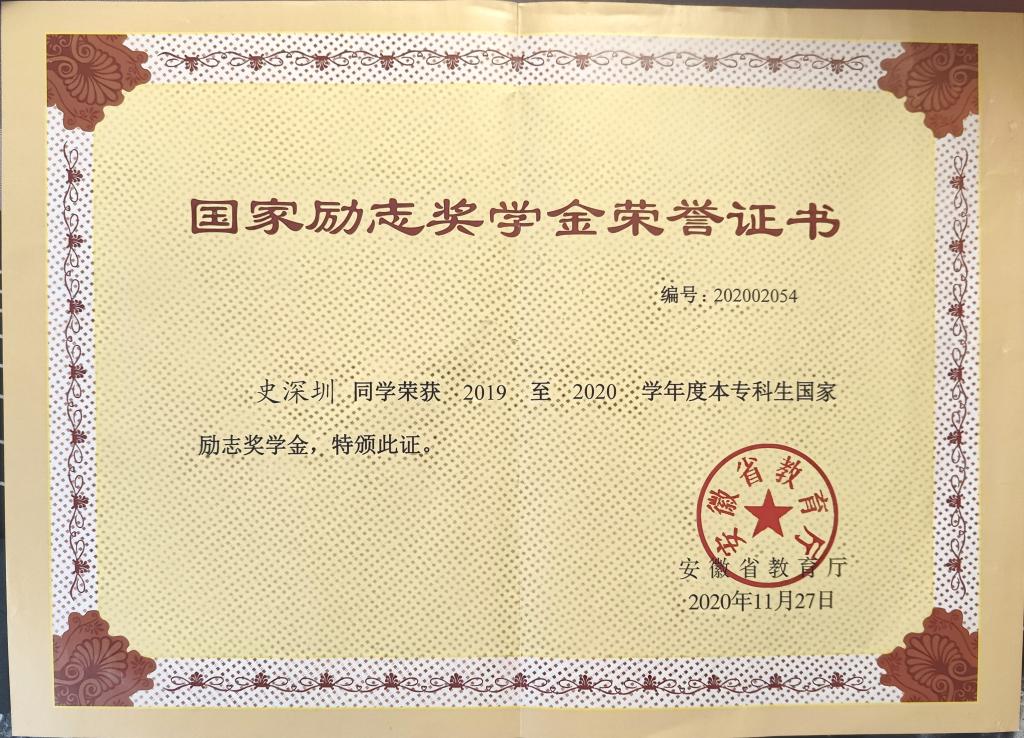 国家励志奖学金荣誉证书
编号：202002054
史深圳 同学荣获 2019 至 2020 学年度本专科生国家
励志奖学金，特颁此证。
安徽省教育厅
安徽省教育厅
2020年11月27日